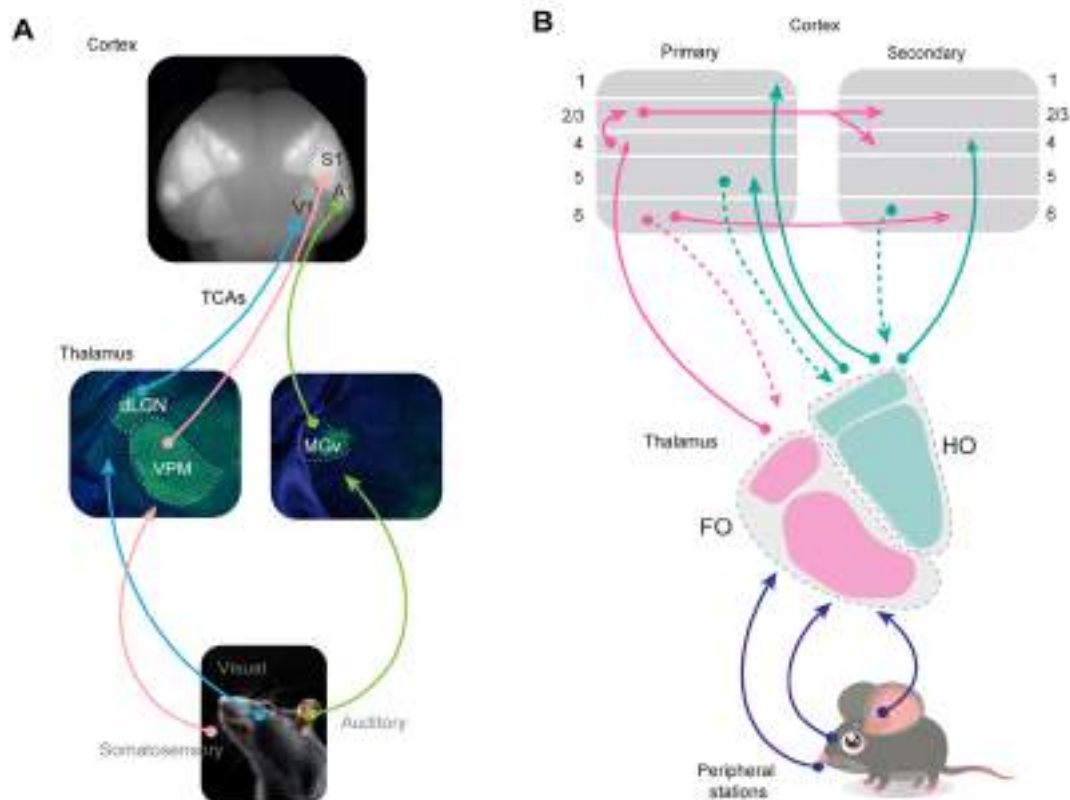 A
Cortex
S1
A1
V1
TCAs
Thalamus
dLGN
VPM
MGv
Visual
Auditory
Somatosensory
B
Cortex
Primary
Secondary
1
1
2/3
2/3
4
4
5
5
5
6
Thalamus
HO
FO
Peripheral
stations